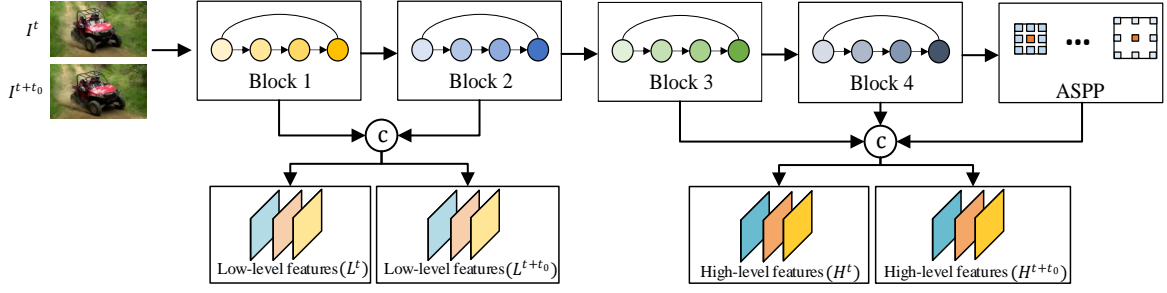 I^t
I^{t+t_0}
Block 1
Block 2
Block 3
Block 4
ASPP
C
C
Low-level features(L^t)
Low-level features(L^{t+t_0})
High-level features(H^t)
High-level features(H^{t+t_0})